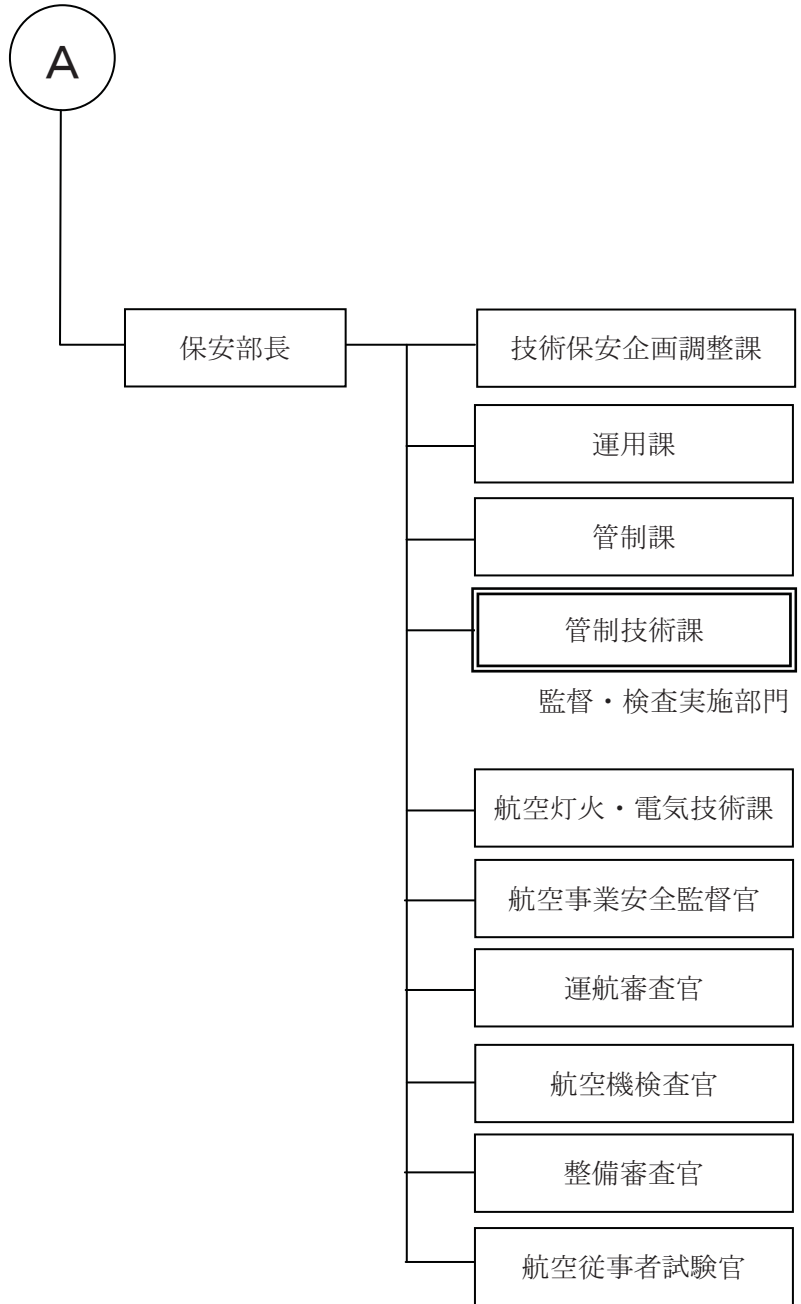 A
保安部長
技術保安企画調整課
運用課
管制課
管制技術課
監督・検査実施部門
航空灯火・電気技術課
航空事業安全監督官
運航審査官
航空機検査官
整備審査官
航空従事者試験官